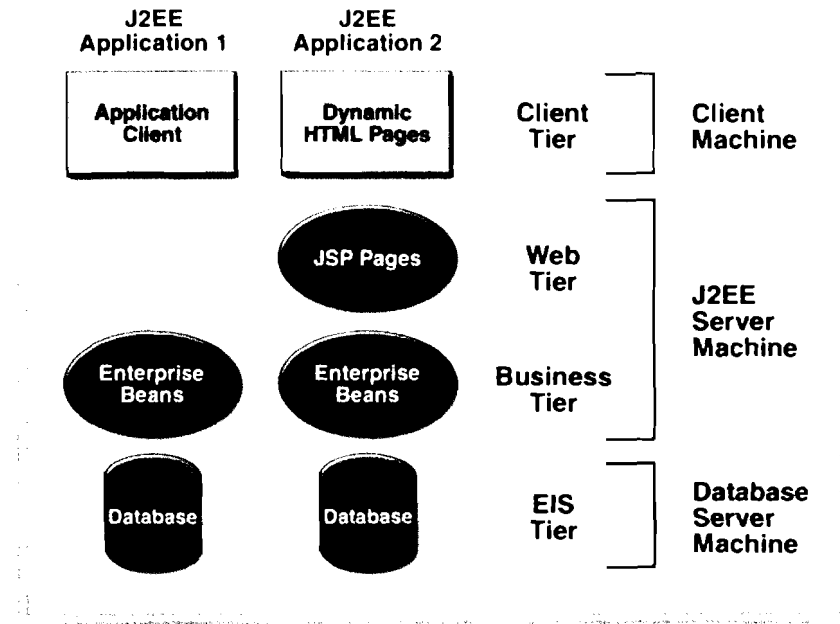 J2EE
Application 1
J2EE
Application 2
Application
Client
Dynamic
HTML Pages
Client
Tier
Client
Machine
JSP Pages
Web
Tier
J2EE
Server
Machine
Enterprise
Beans
Enterprise
Beans
Business
Tier
Database
Database
EIS
Tier
Database
Server
Machine